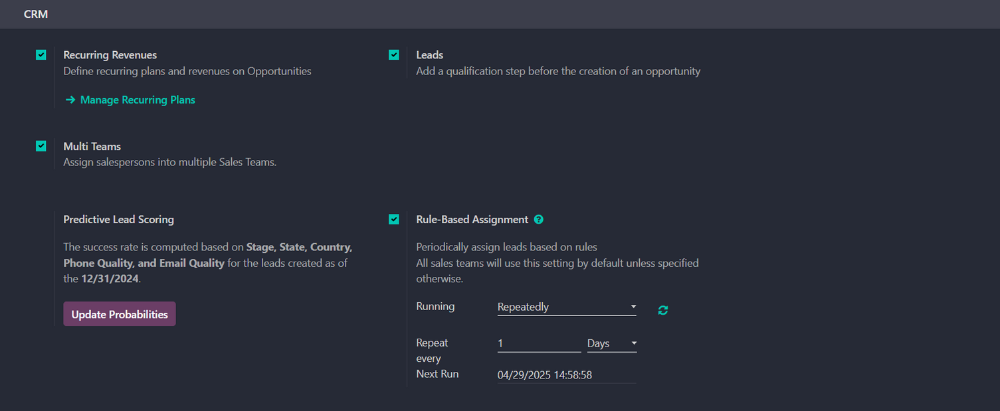 CRM
Recurring Revenues
Define recurring plans and revenues on Opportunities
Manage Recurring Plans
Leads
Add a qualification step before the creation of an opportunity
Multi Teams
Assign salespersons into multiple Sales Teams.
Predictive Lead Scoring
The success rate is computed based on Stage, State, Country,
Phone Quality, and Email Quality for the leads created as of
the 12/31/2024.
Update Probabilities
Rule-Based Assignment ?
Periodically assign leads based on rules
All sales teams will use this setting by default unless specified
otherwise.
Running Repeatedly
Repeat every 1 Days
Next Run 04/29/2025 14:58:58